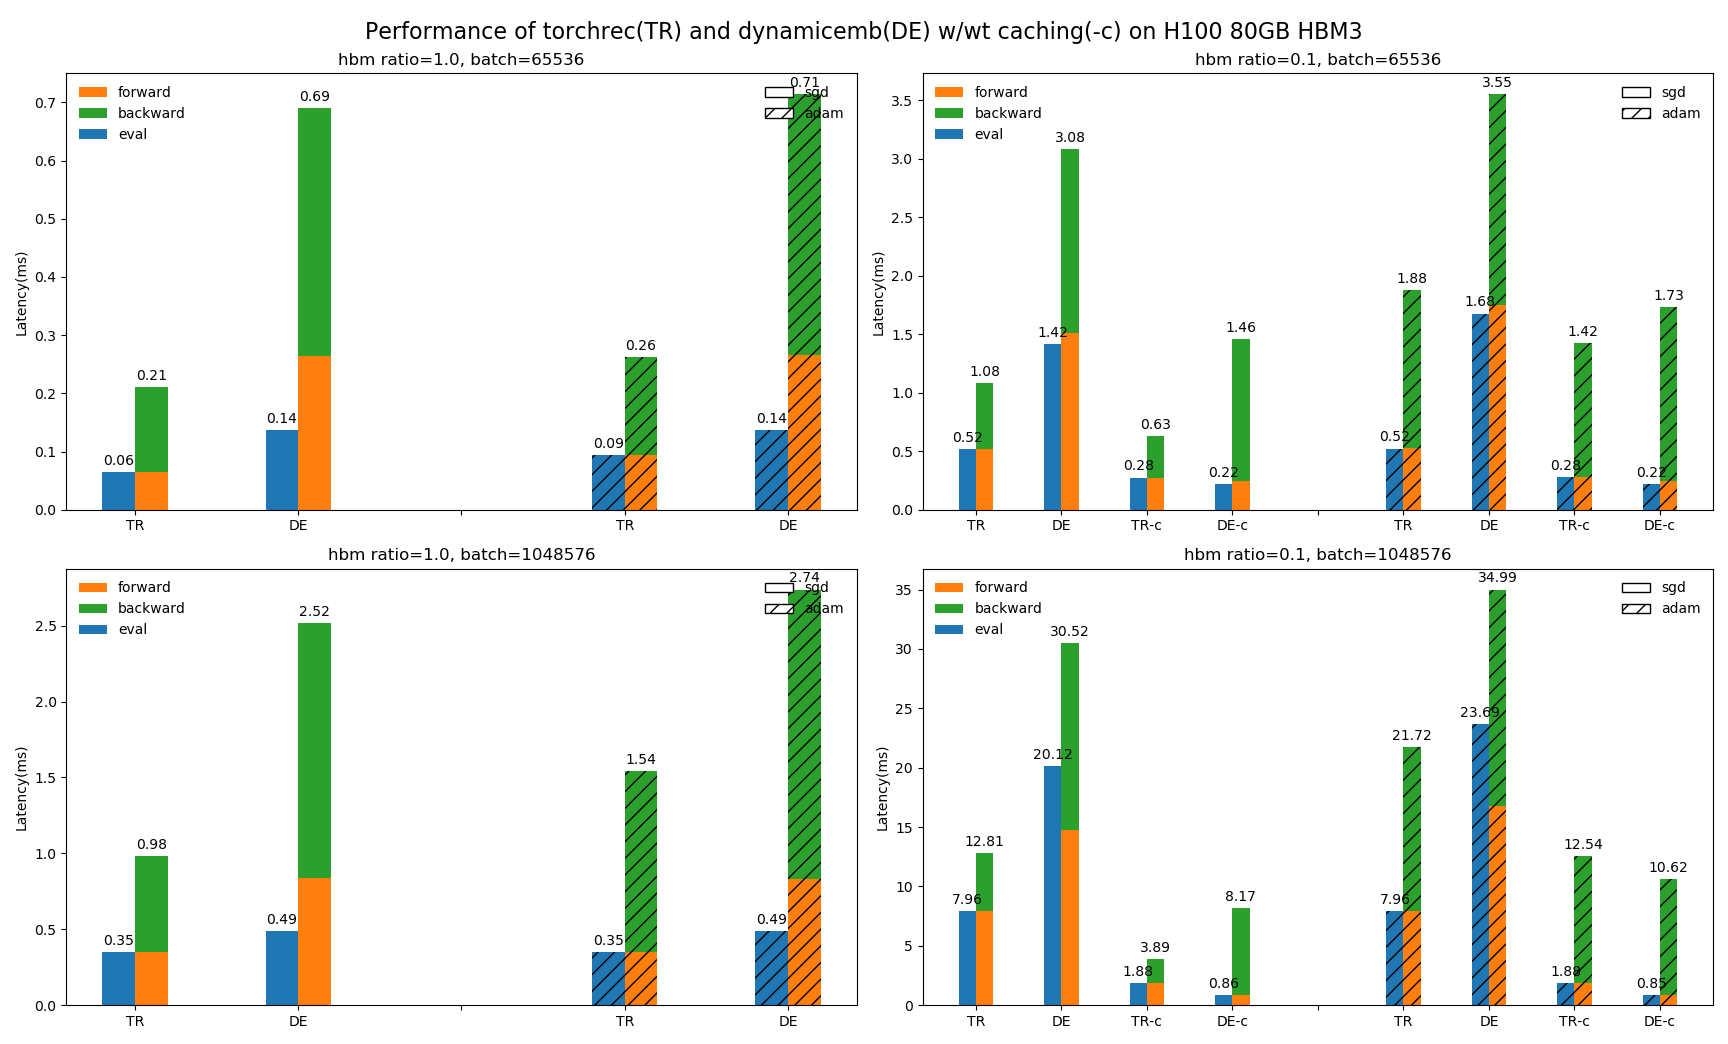 Performance of torchrec(TR) and dynamicemb(DE) w/wt caching(-c) on H100 80GB HBM3
hbm ratio=1.0, batch=65536
Latency(ms)
0.7
0.6
0.5
0.4
0.3
0.2
0.1
0.0
forward
backward
eval
sgd
adam
0.06
0.21
0.14
0.69
0.09
0.26
0.14
0.71
TR
DE
TR
DE
hbm ratio=0.1, batch=65536
Latency(ms)
3.5
3.0
2.5
2.0
1.5
1.0
0.5
0.0
forward
backward
eval
sgd
adam
0.52
1.08
1.42
3.08
0.28
0.63
0.22
1.46
0.52
1.88
1.68
3.55
0.28
1.42
0.22
1.73
TR
DE
TR-c
DE-c
TR
DE
TR-c
DE-c
hbm ratio=1.0, batch=1048576
Latency(ms)
2.5
2.0
1.5
1.0
0.5
0.0
forward
backward
eval
sgd
adam
0.35
0.98
0.49
2.52
0.35
1.54
0.49
2.74
TR
DE
TR
DE
hbm ratio=0.1, batch=1048576
Latency(ms)
35
30
25
20
15
10
5
0
forward
backward
eval
sgd
adam
7.96
12.81
20.12
30.52
1.88
3.89
0.86
8.17
7.96
21.72
23.69
34.99
1.88
12.54
0.85
10.62
TR
DE
TR-c
DE-c
TR
DE
TR-c
DE-c